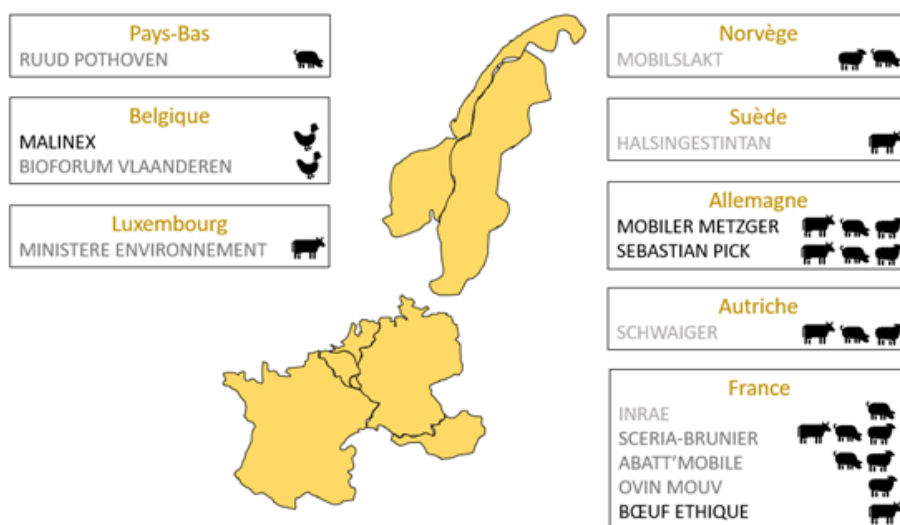 Pays-Bas
RUUD POTHOVEN
Belgique
MALINEX
BIOFORUM VLAANDEREN
Luxembourg
MINISTERE ENVIRONNEMENT
Norvège
MOBILSLAKT
Suède
HALSINGESTINTAN
Allemagne
MOBILER METZGER
SEBASTIAN PICK
Autriche
SCHWAIGER
France
INRAE
SCERIA-BRUNIER
ABATT'MOBILE
OVIN MOUV
BŒUF ETHIQUE